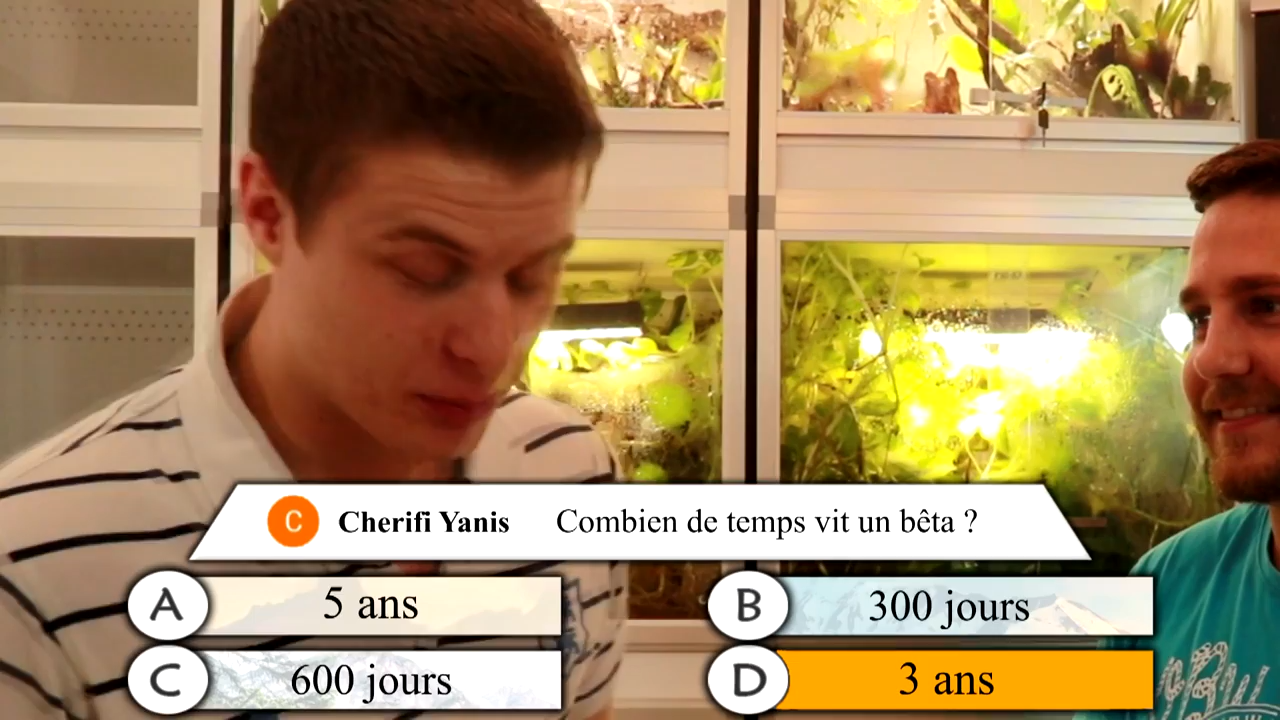 C Cherifi Yanis Combien de temps vit un bêta ?
A 5 ans
B 300 jours
C 600 jours
D 3 ans